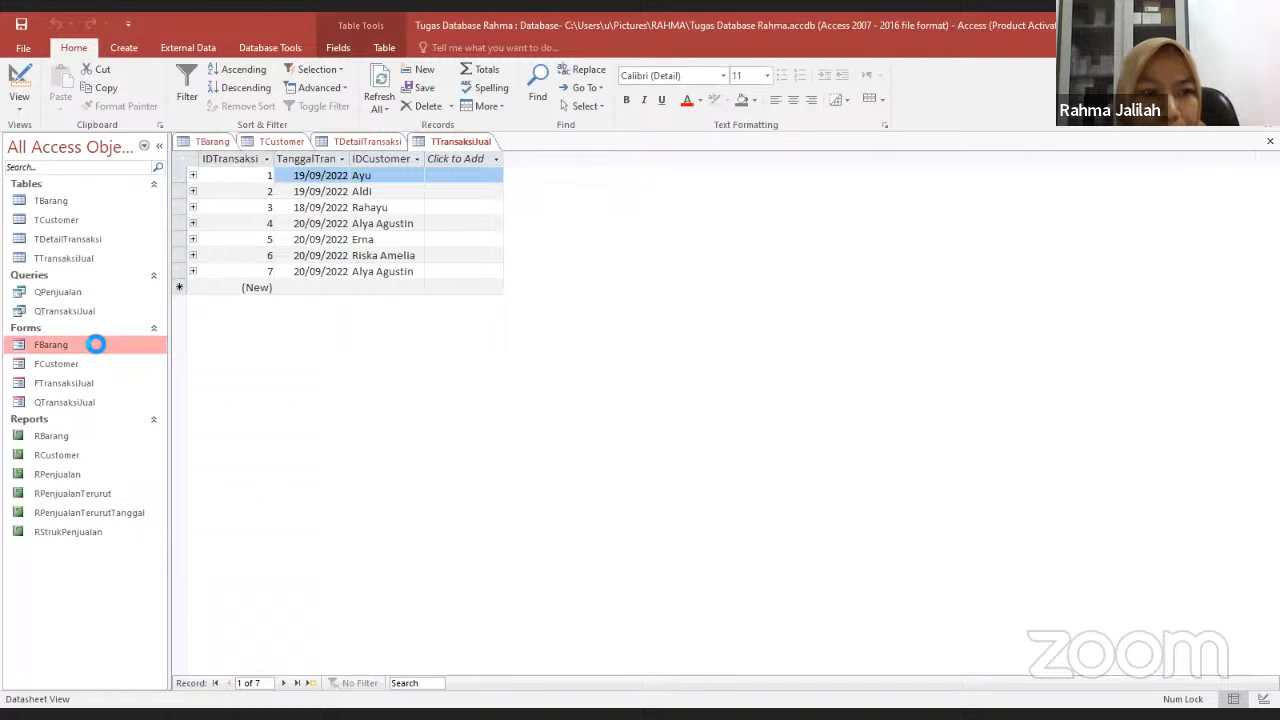 Table Tools
Tugas Database Rahma : Database- C:\Users\u\Pictures\RAHMA\Tugas Database Rahma.accdb (Access 2007 - 2016 file format) - Access (Product Activat
File Home Create External Data Database Tools Fields Table Tell me what you want to do...
View
Views
Paste
Cut
Copy
Format Painter
Clipboard
Filter
Ascending
Descending
Remove Sort
Selection
Advanced
Toggle Filter
Sort & Filter
Refresh
All
New
Save
Delete
Totals
Spelling
More
Records
Find
Replace
Go To
Select
Find
Calibri (Detail) 11
B I U A
Text Formatting
Rahma Jalilah
All Access Obje...
Search...
Tables
TBarang
TCustomer
TDetailTransaksi
TTransaksiJual
Queries
QPenjualan
QTransaksiJual
Forms
FBarang
FCustomer
FTransaksiJual
QTransaksiJual
Reports
RBarang
RCustomer
RPenjualan
RPenjualanTerurut
RPenjualanTerurutTanggal
RStrukPenjualan
TBarang TCustomer TDetailTransaksi TTransaksiJual
IDTransaksi TanggalTran IDCustomer Click to Add
1 19/09/2022 Ayu
2 19/09/2022 Aldi
3 18/09/2022 Rahayu
4 20/09/2022 Alya Agustin
5 20/09/2022 Erna
6 20/09/2022 Riska Amelia
7 20/09/2022 Alya Agustin
(New)
zoom
Record: 1 of 7 No Filter Search
Datasheet View
Num Lock